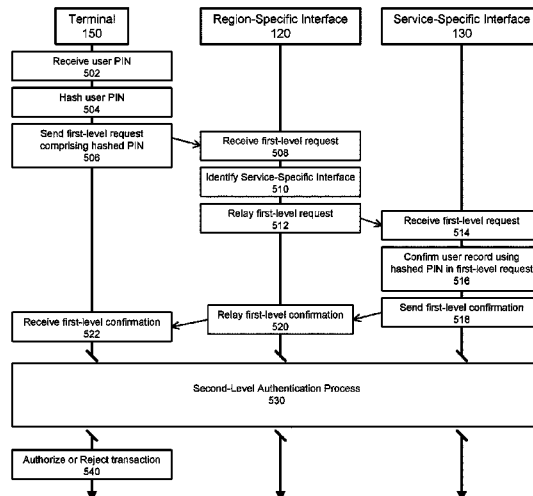 Terminal
150
Region-Specific Interface
120
Service-Specific Interface
130
Receive user PIN
502
Hash user PIN
504
Send first-level request
comprising hashed PIN
506
Receive first-level request
508
Identify Service-Specific Interface
510
Relay first-level request
512
Receive first-level request
514
Confirm user record using
hashed PIN in first-level request
516
Send first-level confirmation
518
Relay first-level confirmation
520
Receive first-level confirmation
522
Second-Level Authentication Process
530
Authorize or Reject transaction
540